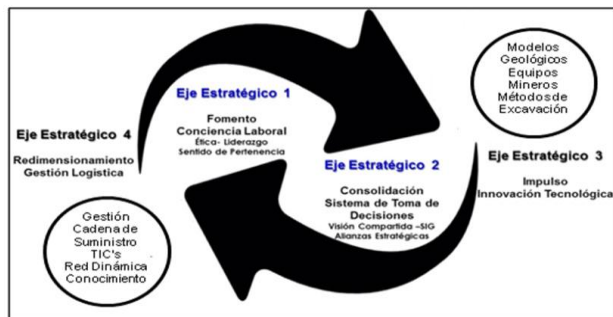 Eje Estratégico 1
Fomento
Conciencia Laboral
Ética- Liderazgo
Sentido de Pertenencia
Eje Estratégico 4
Redimensionamiento
Gestión Logística
Gestión
Cadena de
Suministro
TIC's
Red Dinámica
Conocimiento
Eje Estratégico 2
Consolidación
Sistema de Toma de
Decisiones
Visión Compartida –SIG
Alianzas Estratégicas
Modelos
Geológicos
Equipos
Mineros
Métodos de
Excavación
Eje Estratégico 3
Impulso
Innovación Tecnológica